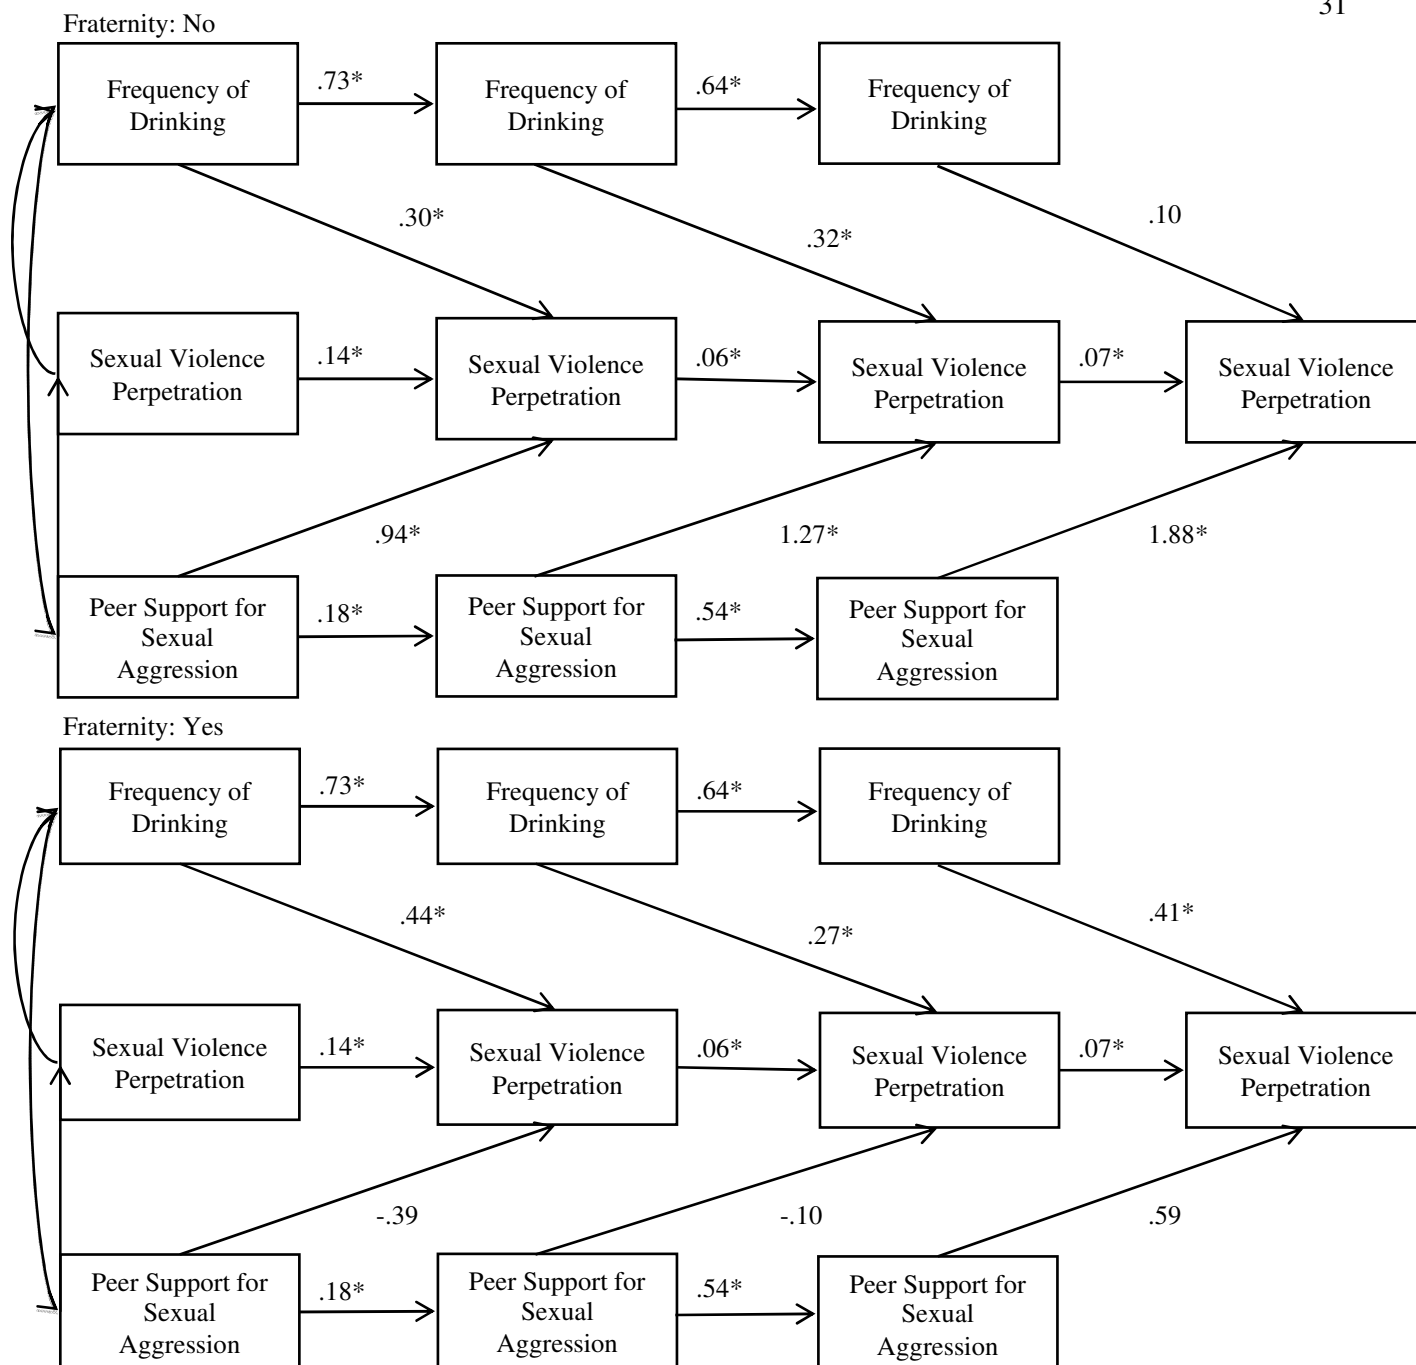 31
Fraternity: No
Frequency of
Drinking
.73*
Frequency of
Drinking
.64*
Frequency of
Drinking
.30*
.32*
.10
Sexual Violence
Perpetration
.14*
Sexual Violence
Perpetration
.06*
Sexual Violence
Perpetration
.07*
Sexual Violence
Perpetration
.94*
1.27*
1.88*
Peer Support for
Sexual
Aggression
.18*
Peer Support for
Sexual
Aggression
.54*
Peer Support for
Sexual
Aggression
Fraternity: Yes
Frequency of
Drinking
.73*
Frequency of
Drinking
.64*
Frequency of
Drinking
.44*
.27*
.41*
Sexual Violence
Perpetration
.14*
Sexual Violence
Perpetration
.06*
Sexual Violence
Perpetration
.07*
Sexual Violence
Perpetration
-.39
-.10
.59
Peer Support for
Sexual
Aggression
.18*
Peer Support for
Sexual
Aggression
.54*
Peer Support for
Sexual
Aggression